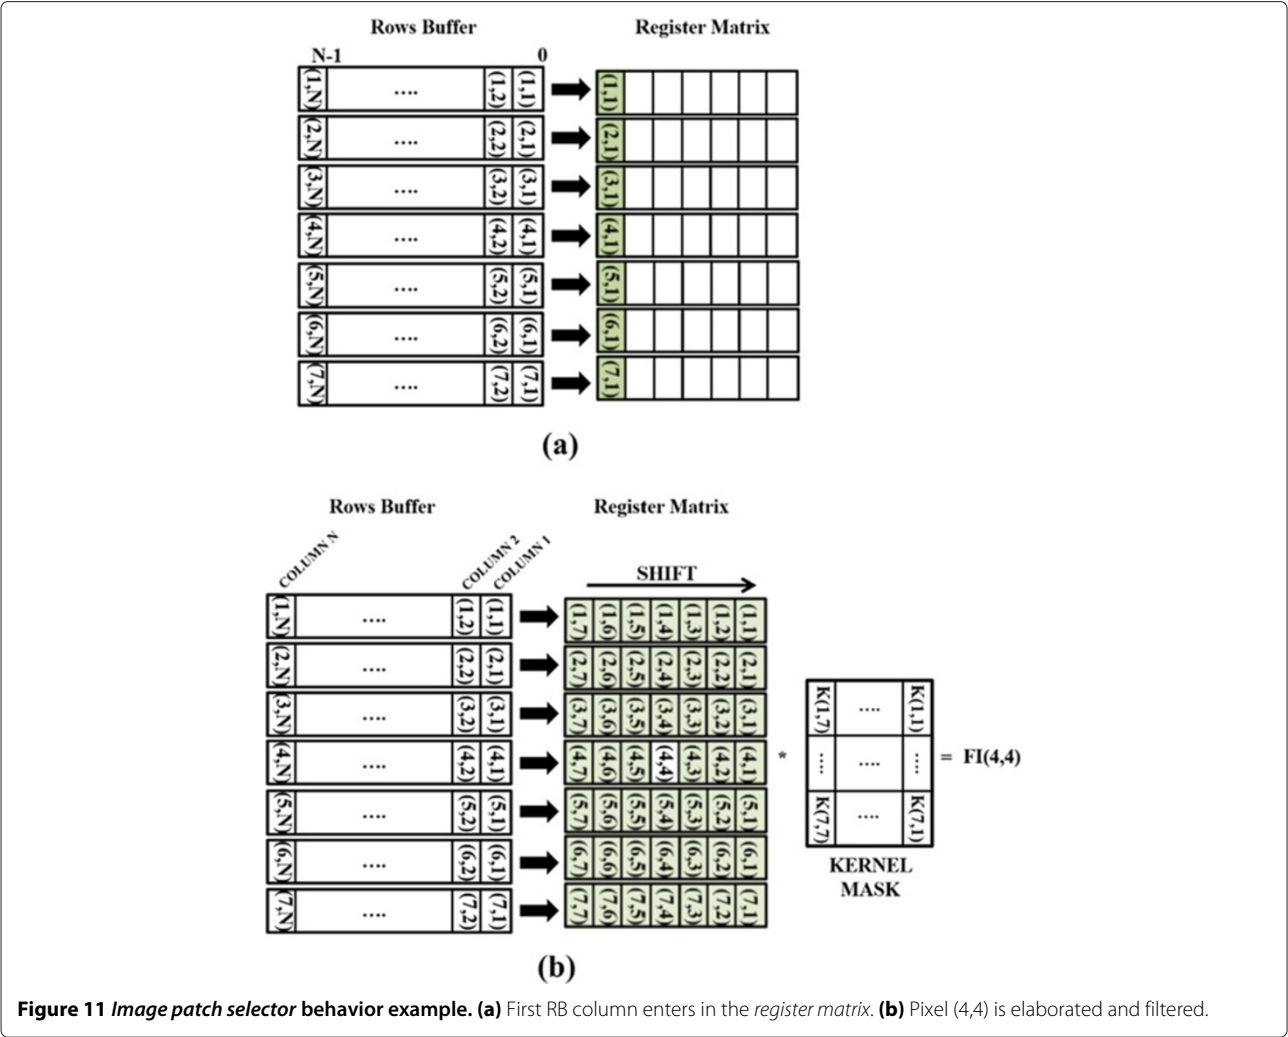 Rows Buffer Register Matrix
N-1 0
(1,N) .... (1,2) (1,1) (1,1)
(2,N) .... (2,2) (2,1) (2,1)
(3,N) .... (3,2) (3,1) (3,1)
(4,N) .... (4,2) (4,1) (4,1)
(5,N) .... (5,2) (5,1) (5,1)
(6,N) .... (6,2) (6,1) (6,1)
(7,N) .... (7,2) (7,1) (7,1)
(a)
Rows Buffer Register Matrix
COLUMN N COLUMN 2 COLUMN 1
SHIFT
(1,N) .... (1,2) (1,1) (1,7) (1,6) (1,5) (1,4) (1,3) (1,2) (1,1)
(2,N) .... (2,2) (2,1) (2,7) (2,6) (2,5) (2,4) (2,3) (2,2) (2,1)
(3,N) .... (3,2) (3,1) (3,7) (3,6) (3,5) (3,4) (3,3) (3,2) (3,1)
(4,N) .... (4,2) (4,1) (4,7) (4,6) (4,5) (4,4) (4,3) (4,2) (4,1)
(5,N) .... (5,2) (5,1) (5,7) (5,6) (5,5) (5,4) (5,3) (5,2) (5,1)
(6,N) .... (6,2) (6,1) (6,7) (6,6) (6,5) (6,4) (6,3) (6,2) (6,1)
(7,N) .... (7,2) (7,1) (7,7) (7,6) (7,5) (7,4) (7,3) (7,2) (7,1)
K(1,7) .... K(1,1)
* .... .... .... = FI(4,4)
K(7,7) .... K(7,1)
KERNEL
MASK
(b)
Figure 11 Image patch selector behavior example. (a) First RB column enters in the register matrix. (b) Pixel (4,4) is elaborated and filtered.